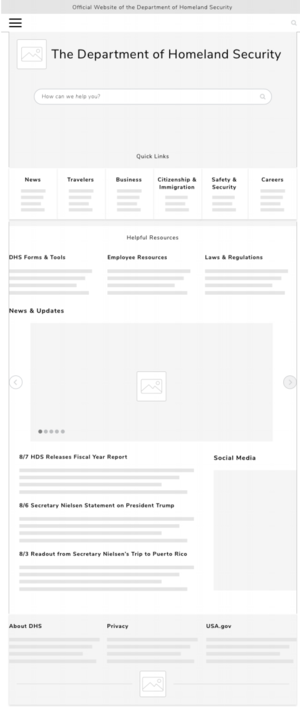 Official Website of the Department of Homeland Security
The Department of Homeland Security
How can we help you?
Quick Links
News
Travelers
Business
Citizenship &
Immigration
Safety &
Security
Careers
Helpful Resources
DHS Forms & Tools
Employee Resources
Laws & Regulations
News & Updates
8/7 HDS Releases Fiscal Year Report
Social Media
8/6 Secretary Nielsen Statement on President Trump
8/3 Readout from Secretary Nielsen's Trip to Puerto Rico
About DHS
Privacy
USA.gov